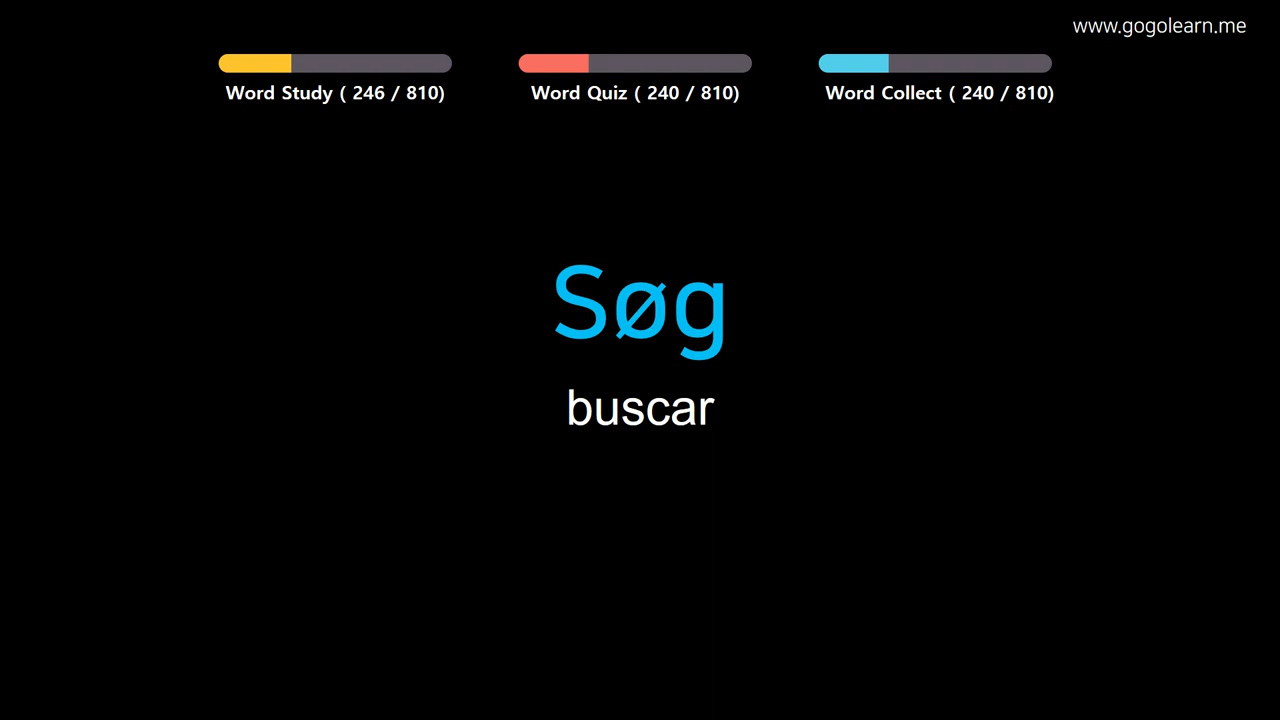 www.gogolearn.me
Word Study ( 246 / 810)
Word Quiz ( 240 / 810)
Word Collect ( 240 / 810)
Søg
buscar